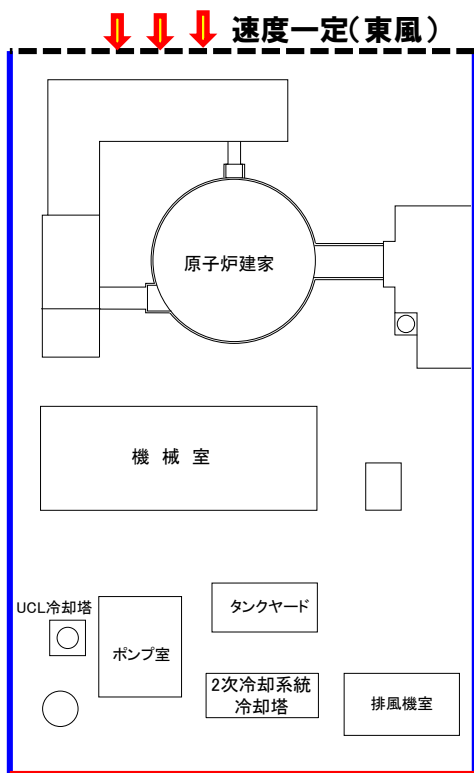 速度一定(東風)
原子炉建家
機 械 室
UCL冷却塔
タンクヤード
ポンプ室
2次冷却系統
冷却塔
排風機室